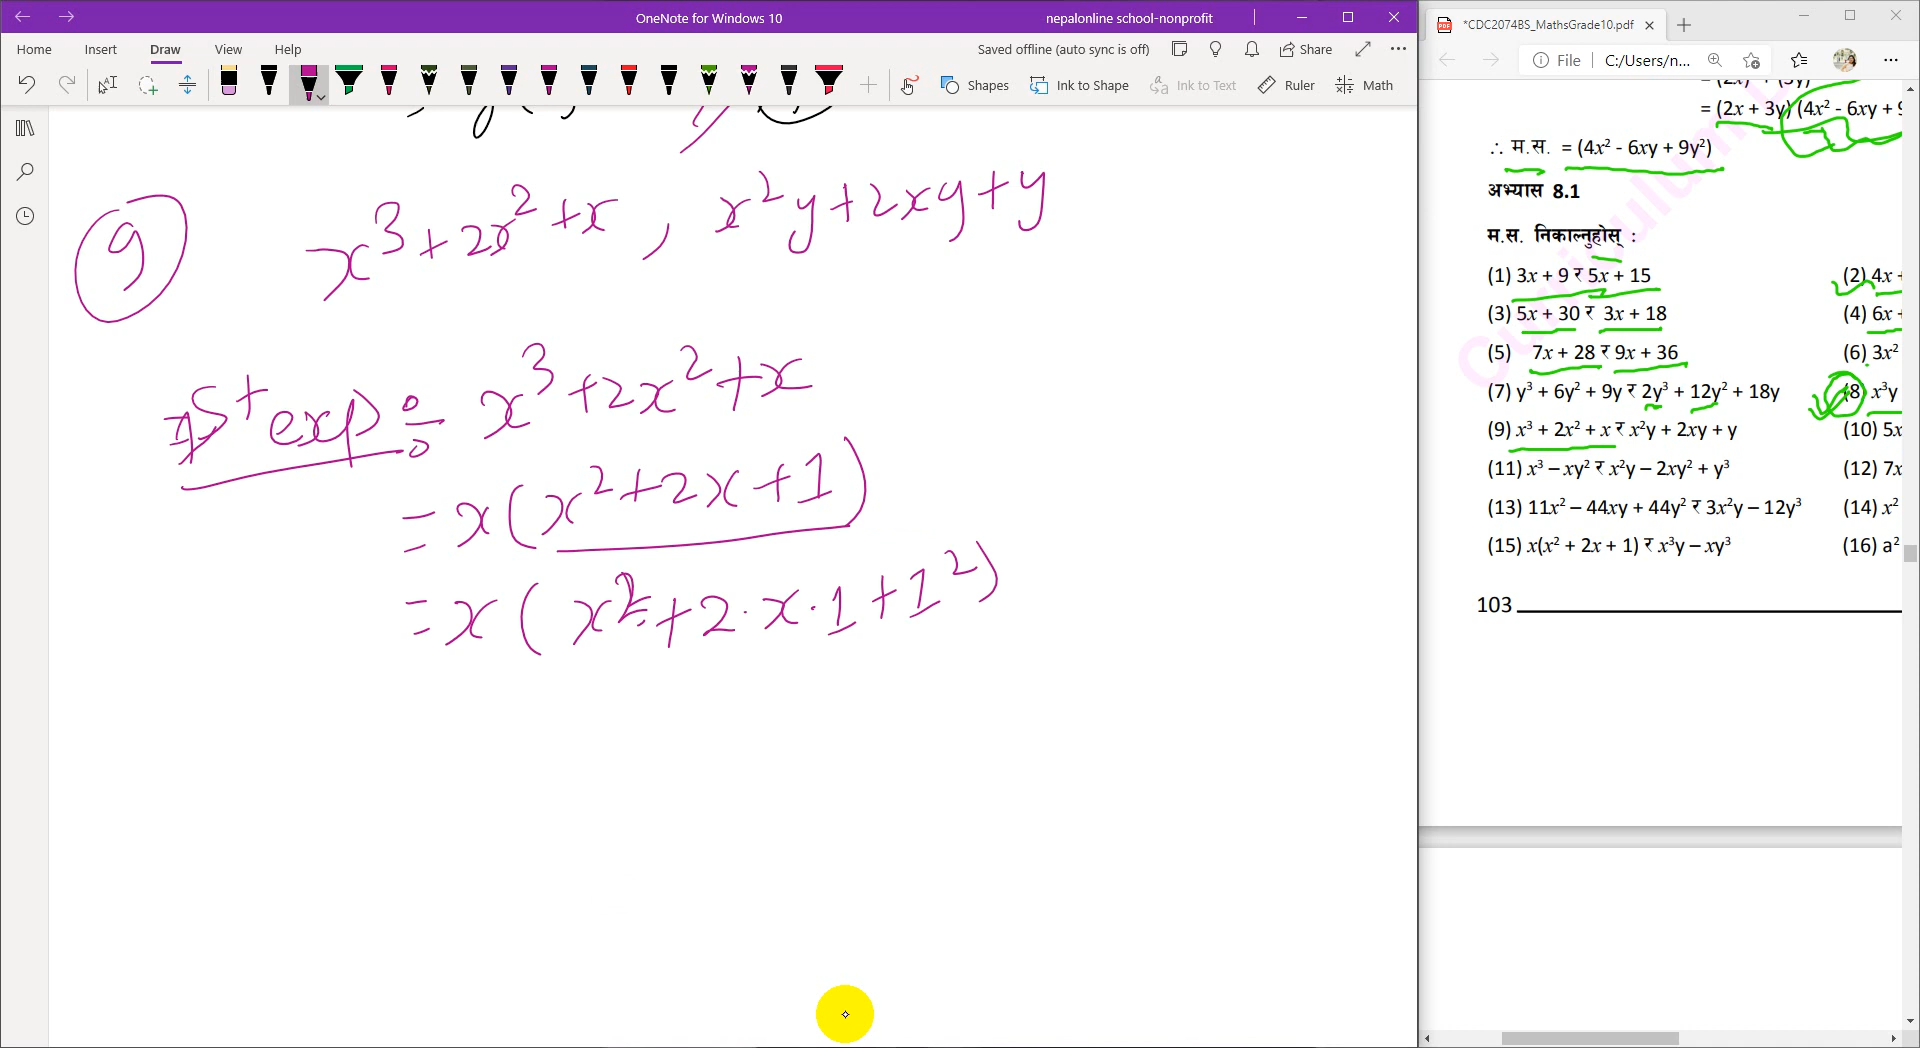 OneNote for Windows 10
nepalonline school-nonprofit
Home Insert Draw View Help
Saved offline (auto sync is off) Share
Shapes Ink to Shape Ink to Text Ruler Math
9 x³ + 2x² + x , x²y + 2xy + y
1st exp: x³ + 2x² + x
= x(x² + 2x + 1)
= x(x² + 2·x·1 + 1²)
*CDC2074BS_MathsGrade10.pdf
File C:/Users/n...
= (2x + 3y) (4x² - 6xy + 9
∴ म.स. = (4x² - 6xy + 9y²)
अभ्यास 8.1
म.स. निकाल्नुहोस् :
(1) 3x + 9 र 5x + 15 (2) 4x +
(3) 5x + 30 र 3x + 18 (4) 6x +
(5) 7x + 28 र 9x + 36 (6) 3x²
(7) y³ + 6y² + 9y र 2y³ + 12y² + 18y (8) x³y
(9) x³ + 2x² + x र x²y + 2xy + y (10) 5x
(11) x³ – xy² र x²y – 2xy² + y³ (12) 7x
(13) 11x² – 44xy + 44y² र 3x²y – 12y³ (14) x²
(15) x(x² + 2x + 1) र x³y – xy³ (16) a²
103